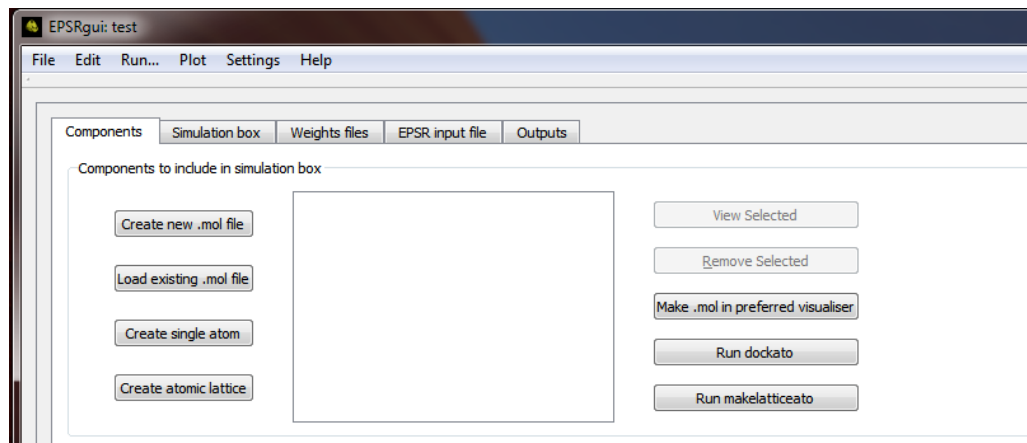 EPSRgui: test
File Edit Run... Plot Settings Help
Components Simulation box Weights files EPSR input file Outputs
Components to include in simulation box
Create new .mol file
Load existing .mol file
Create single atom
Create atomic lattice
View Selected
Remove Selected
Make .mol in preferred visualiser
Run dockato
Run makelatticeato